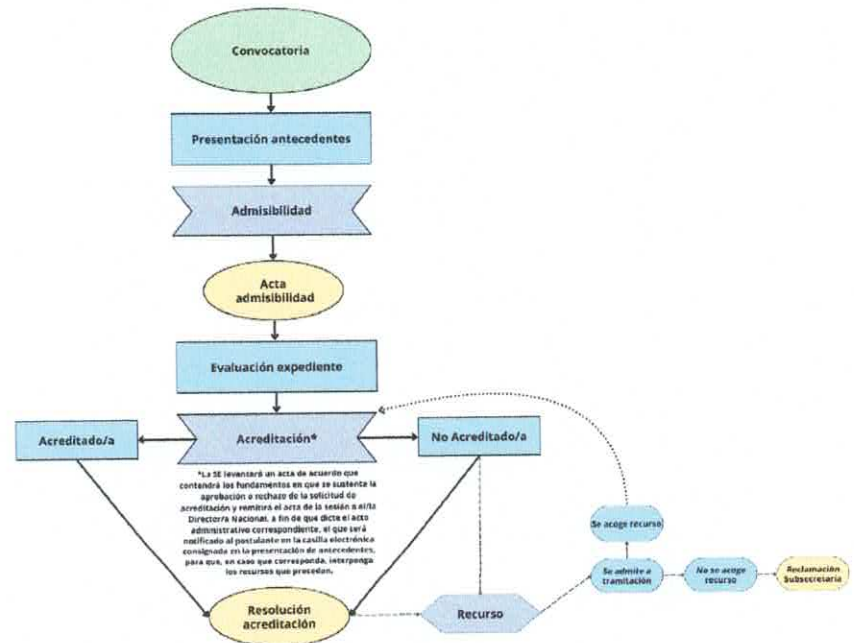 Convocatoria
Presentación antecedentes
Admisibilidad
Acta
admisibilidad
Evaluación expediente
Acreditado/a
Acreditación*
No Acreditado/a
*La SE levantará un acta de acuerdo que
contendrá los fundamentos en que se sustenta la
aprobación o rechazo de la solicitud de
acreditación y remitirá el acta de la sesión a el/la
Director/a Nacional, a fin de que dicte el acto
administrativo correspondiente, el que será
notificado al postulante en la casilla electrónica
consignada en la presentación de antecedentes,
para que, en caso que corresponda, interponga
los recursos que procedan.
Se acoge recurso
Se admite a
tramitación
No se acoge
recurso
Reclamación
Subsecretaría
Resolución
acreditación
Recurso